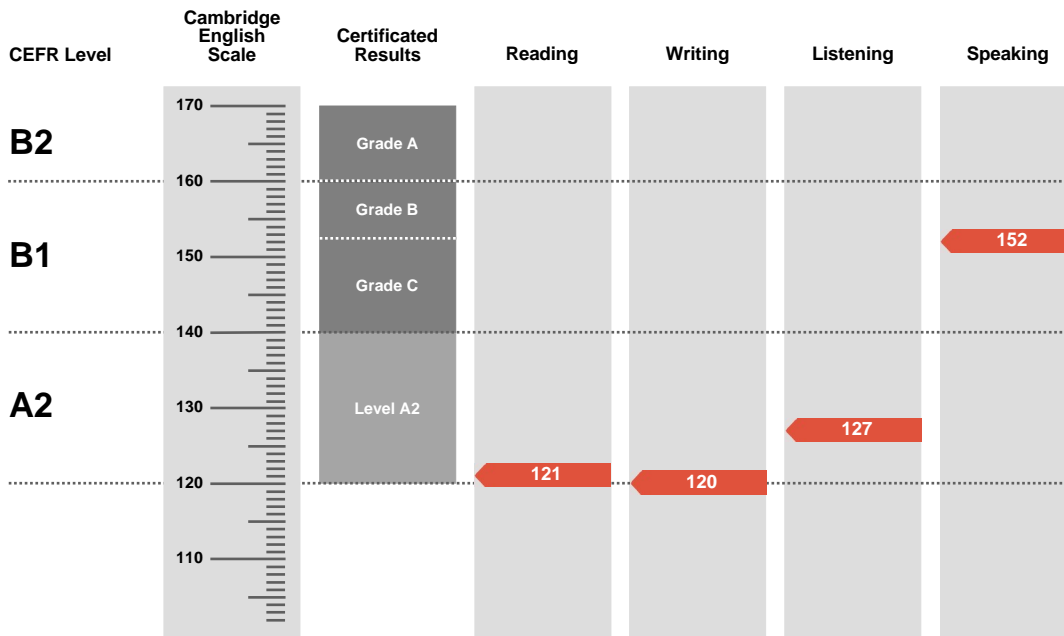 CEFR Level
Cambridge
English
Scale
Certificated
Results
Reading
Writing
Listening
Speaking
170
B2
Grade A
160
Grade B
152
B1
150
Grade C
140
A2
130
Level A2
127
121
120
120
110